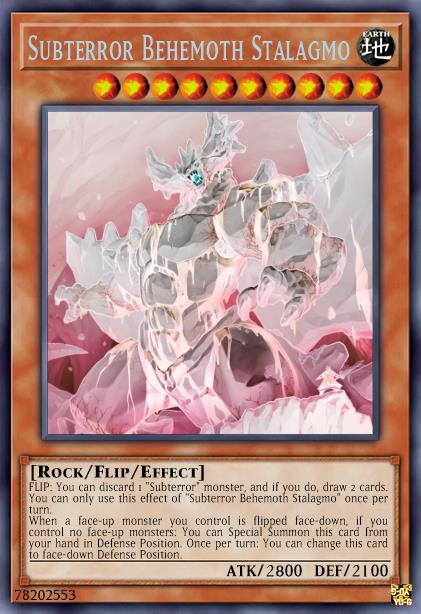 SUBTERROR BEHEMOTH STALAGMO
EARTH
地
[ROCK/FLIP/EFFECT]
FLIP: You can discard 1 "Subterror" monster, and if you do, draw 2 cards.
You can only use this effect of "Subterror Behemoth Stalagmo" once per
turn.
When a face-up monster you control is flipped face-down, if you
control no face-up monsters: You can Special Summon this card from
your hand in Defense Position. Once per turn: You can change this card
to face-down Defense Position.
ATK/2800 DEF/2100
78202553